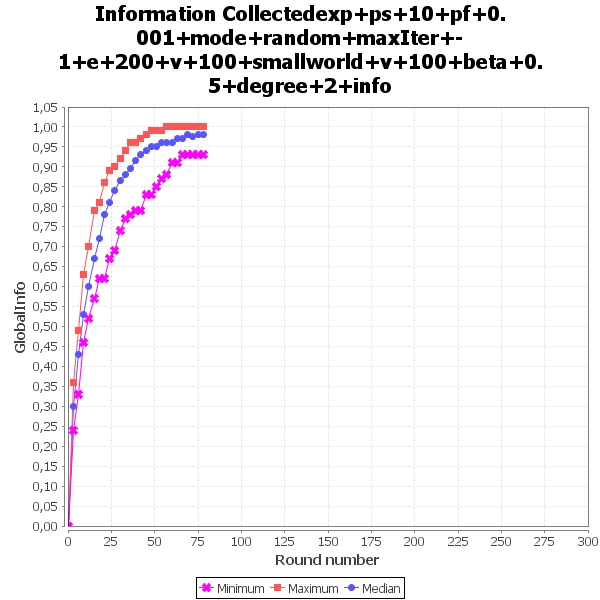 Information Collectedexp+ps+10+pf+0.
001+mode+random+maxIter+-
1+e+200+v+100+smallworld+v+100+beta+0.
5+degree+2+info
1,05
1,00
0,95
0,90
0,85
0,80
0,75
0,70
0,65
0,60
0,55
0,50
0,45
0,40
0,35
0,30
0,25
0,20
0,15
0,10
0,05
0,00
GlobalInfo
0 25 50 75 100 125 150 175 200 225 250 275 300
Round number
Minimum Maximum Median